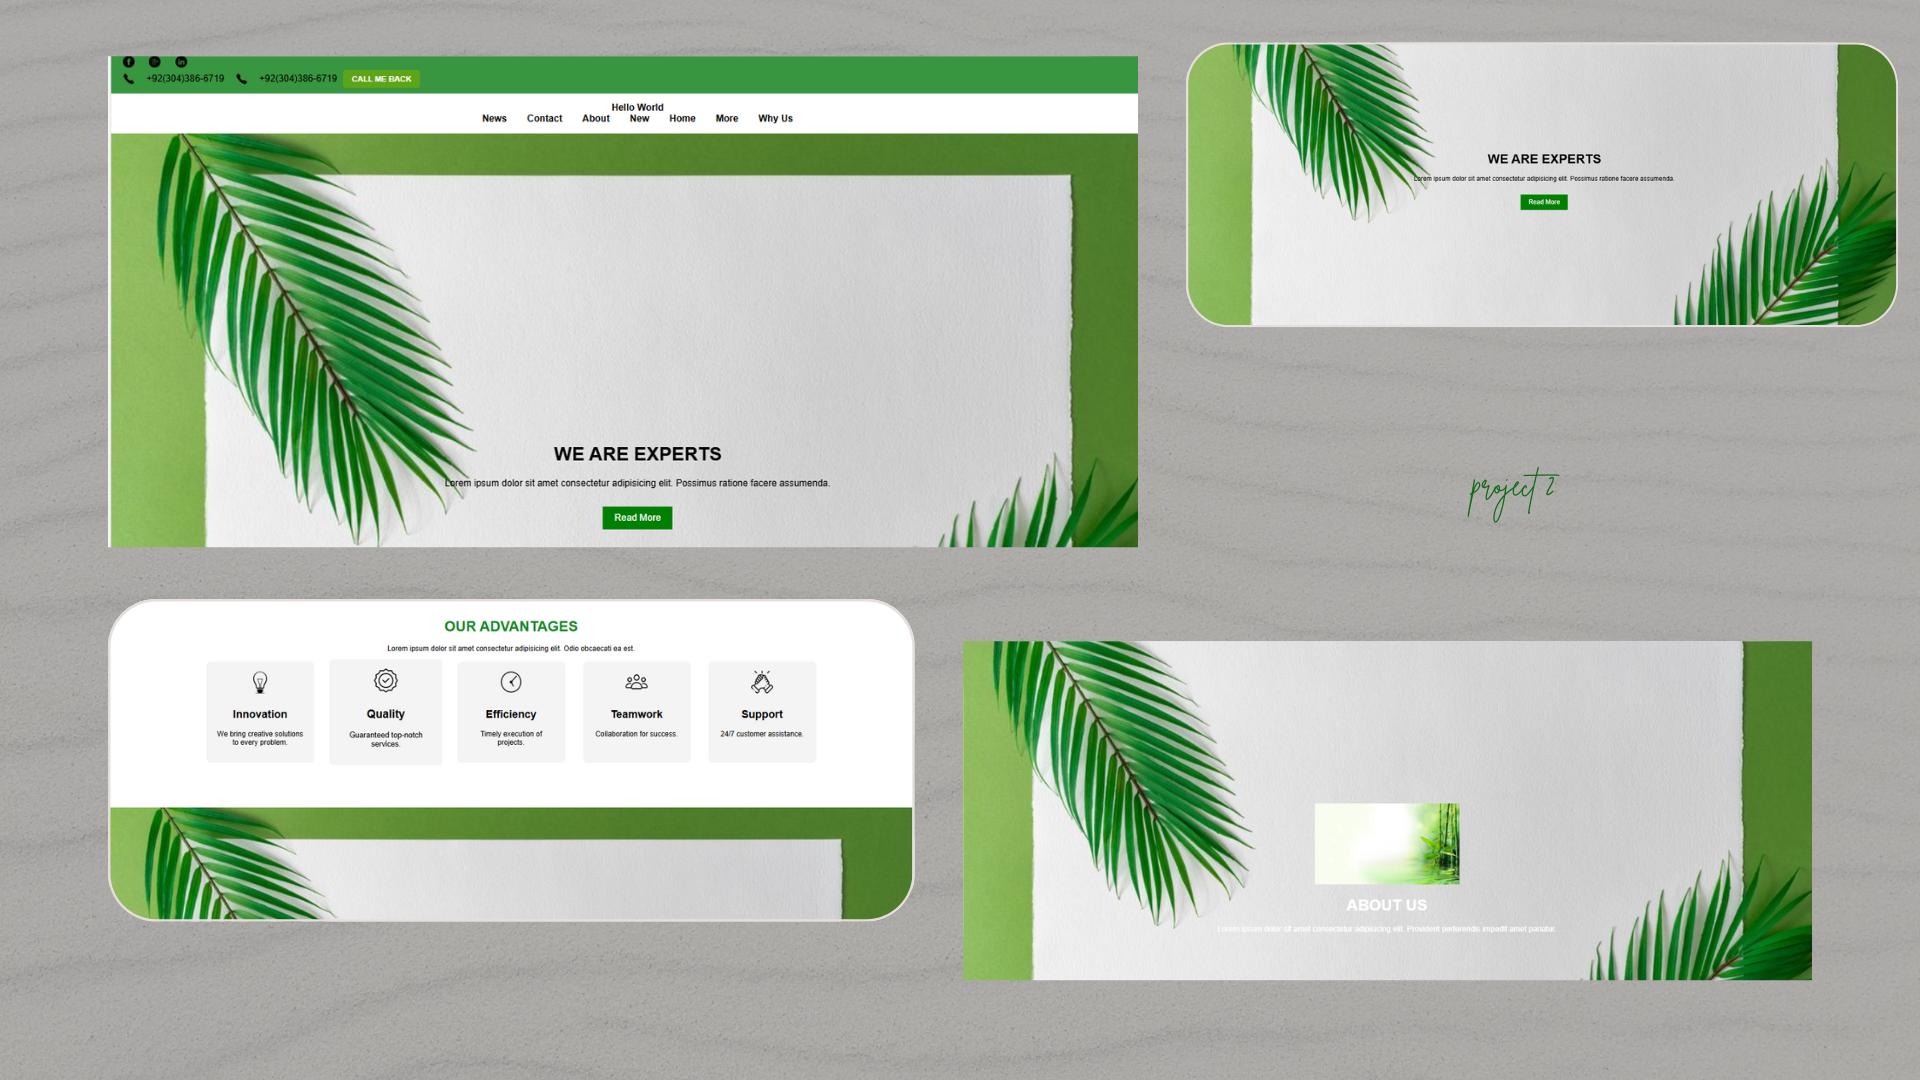 +92(304)386-6719 +92(304)386-6719 CALL ME BACK
Hello World
News Contact About New Home More Why Us
WE ARE EXPERTS
Lorem ipsum dolor sit amet consectetur adipisicing elit. Possimus ratione facere assumenda.
Read More
WE ARE EXPERTS
Lorem ipsum dolor sit amet consectetur adipisicing elit. Possimus ratione facere assumenda.
Read More
project 2
OUR ADVANTAGES
Lorem ipsum dolor sit amet consectetur adipisicing elit. Odio obcaecati ea est.
Innovation
We bring creative solutions
to every problem.
Quality
Guaranteed top-notch
services.
Efficiency
Timely execution of
projects.
Teamwork
Collaboration for success.
Support
24/7 customer assistance.
ABOUT US
Lorem ipsum dolor sit amet consectetur adipisicing elit. Provident perferendis impedit amet pariatur.